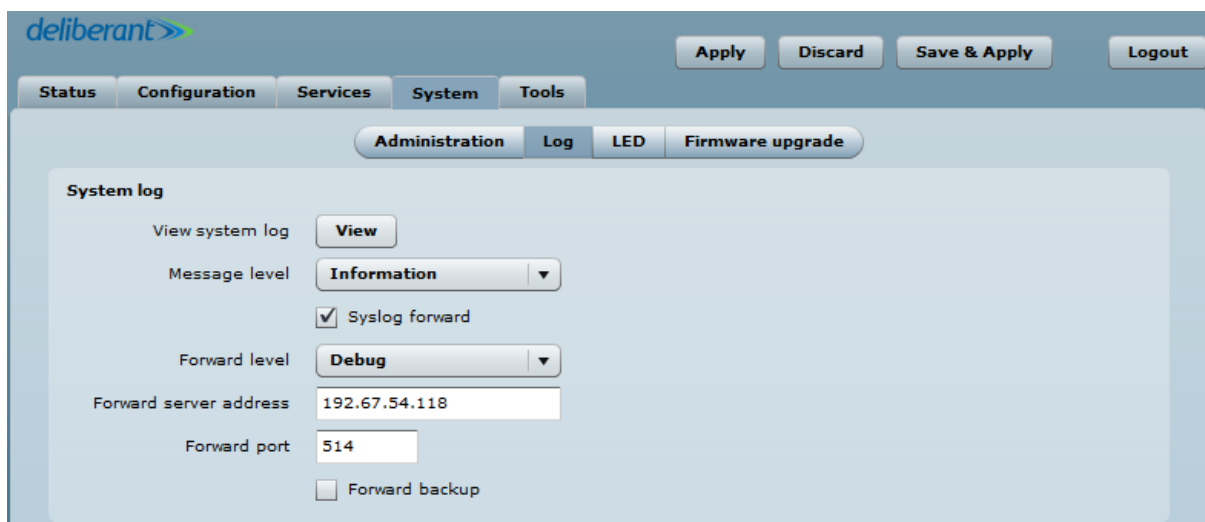 deliberant
Apply Discard Save & Apply Logout
Status Configuration Services System Tools
Administration Log LED Firmware upgrade
System log
View system log View
Message level Information
Syslog forward
Forward level Debug
Forward server address 192.67.54.118
Forward port 514
Forward backup